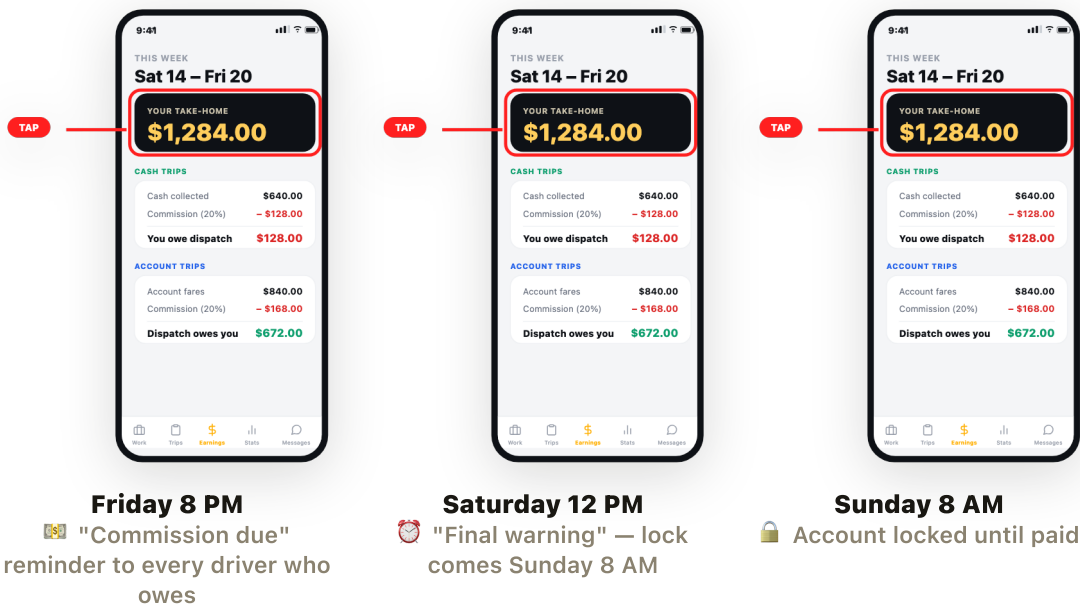 9:41
THIS WEEK
Sat 14 – Fri 20
TAP
YOUR TAKE-HOME
$1,284.00
CASH TRIPS
Cash collected $640.00
Commission (20%) – $128.00
You owe dispatch $128.00
ACCOUNT TRIPS
Account fares $840.00
Commission (20%) – $168.00
Dispatch owes you $672.00
Work Trips Earnings Stats Messages
Friday 8 PM
💵 "Commission due"
reminder to every driver who
owes
9:41
THIS WEEK
Sat 14 – Fri 20
TAP
YOUR TAKE-HOME
$1,284.00
CASH TRIPS
Cash collected $640.00
Commission (20%) – $128.00
You owe dispatch $128.00
ACCOUNT TRIPS
Account fares $840.00
Commission (20%) – $168.00
Dispatch owes you $672.00
Work Trips Earnings Stats Messages
Saturday 12 PM
⏰ "Final warning" — lock
comes Sunday 8 AM
9:41
THIS WEEK
Sat 14 – Fri 20
TAP
YOUR TAKE-HOME
$1,284.00
CASH TRIPS
Cash collected $640.00
Commission (20%) – $128.00
You owe dispatch $128.00
ACCOUNT TRIPS
Account fares $840.00
Commission (20%) – $168.00
Dispatch owes you $672.00
Work Trips Earnings Stats Messages
Sunday 8 AM
🔒 Account locked until paid